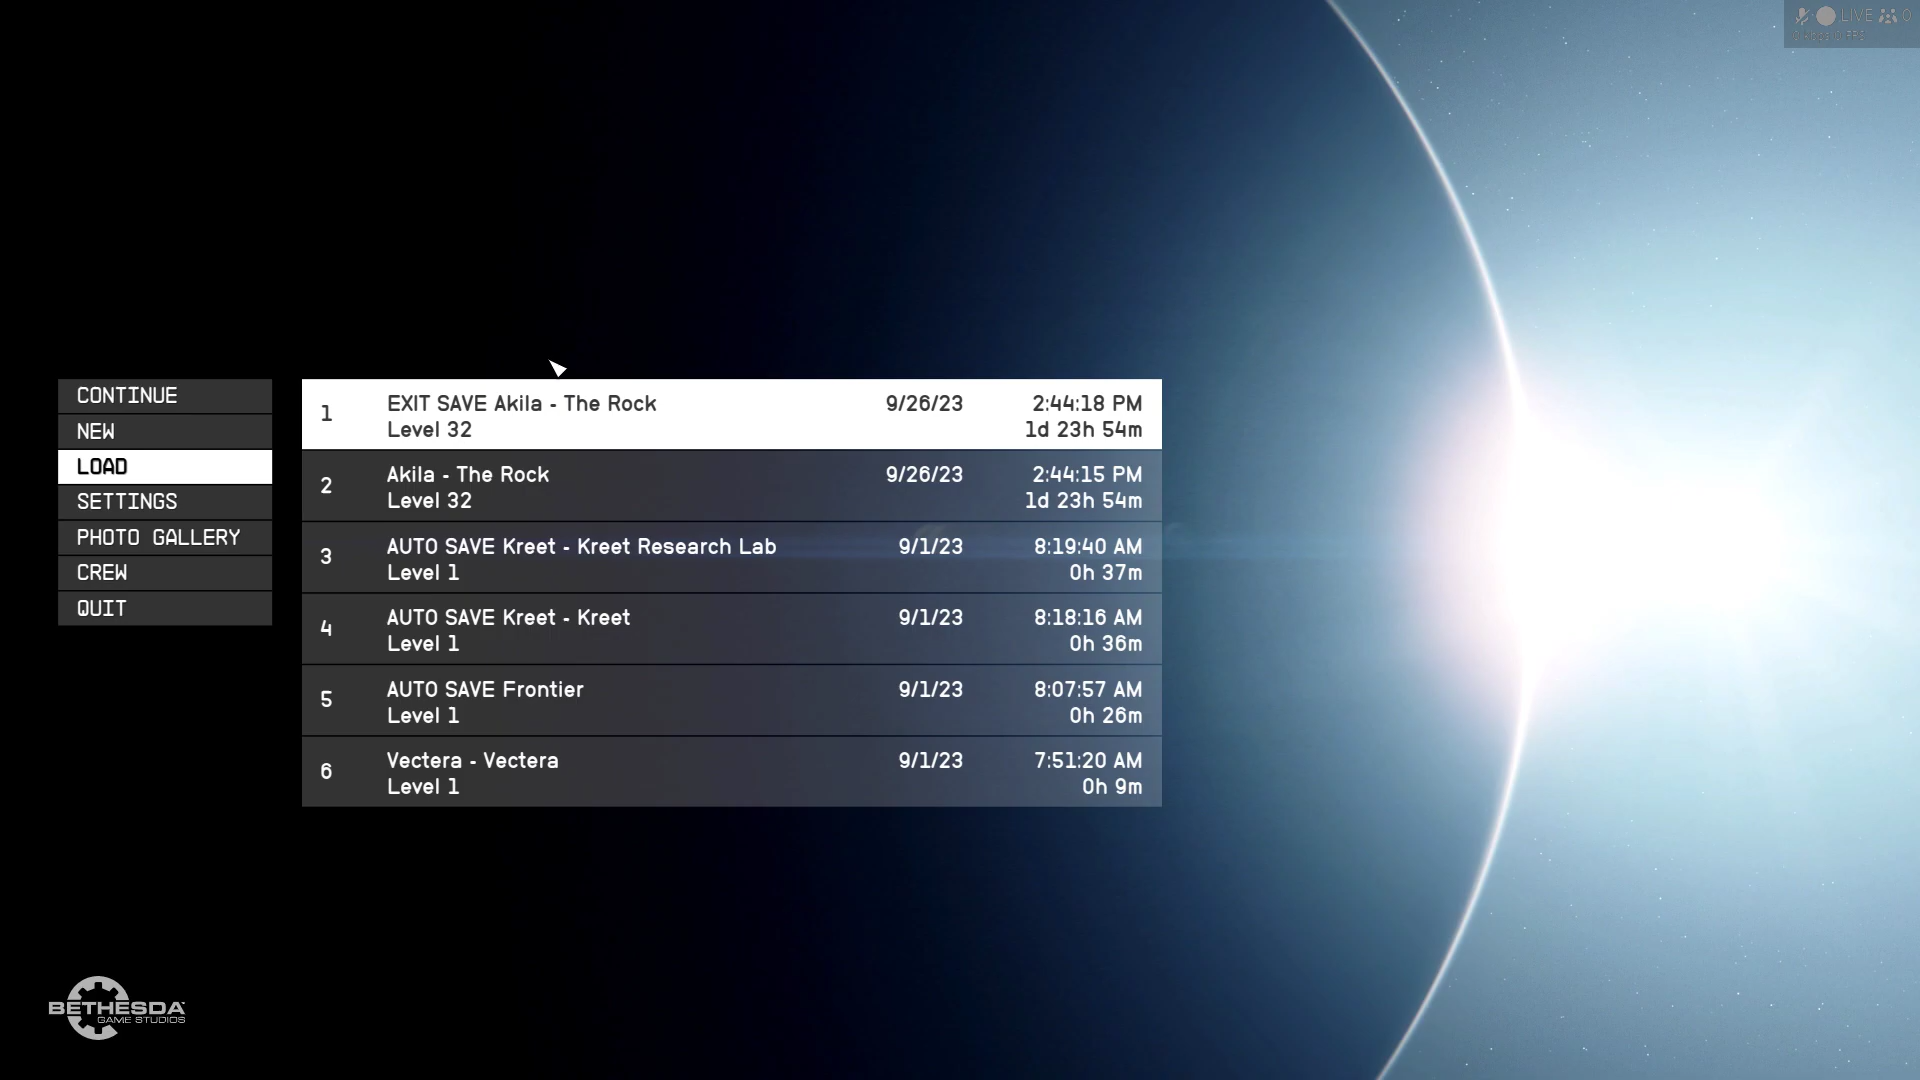 LIVE 0
CONTINUE
NEW
LOAD
SETTINGS
PHOTO GALLERY
CREW
QUIT
1 EXIT SAVE Akila - The Rock 9/26/23 2:44:18 PM
Level 32 1d 23h 54m
2 Akila - The Rock 9/26/23 2:44:15 PM
Level 32 1d 23h 54m
3 AUTO SAVE Kreet - Kreet Research Lab 9/1/23 8:19:40 AM
Level 1 0h 37m
4 AUTO SAVE Kreet - Kreet 9/1/23 8:18:16 AM
Level 1 0h 36m
5 AUTO SAVE Frontier 9/1/23 8:07:57 AM
Level 1 0h 26m
6 Vectera - Vectera 9/1/23 7:51:20 AM
Level 1 0h 9m
BETHESDA
GAME STUDIOS